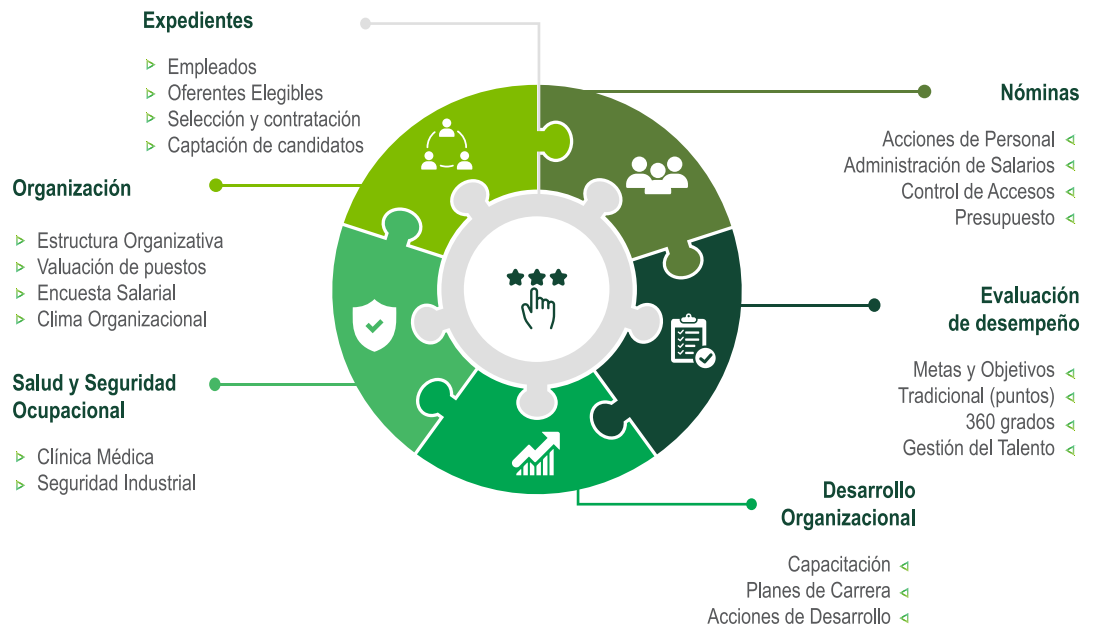 Expedientes
Empleados
Oferentes Elegibles
Selección y contratación
Captación de candidatos
Organización
Estructura Organizativa
Valuación de puestos
Encuesta Salarial
Clima Organizacional
Salud y Seguridad
Ocupacional
Clínica Médica
Seguridad Industrial
Nóminas
Acciones de Personal
Administración de Salarios
Control de Accesos
Presupuesto
Evaluación
de desempeño
Metas y Objetivos
Tradicional (puntos)
360 grados
Gestión del Talento
Desarrollo
Organizacional
Capacitación
Planes de Carrera
Acciones de Desarrollo